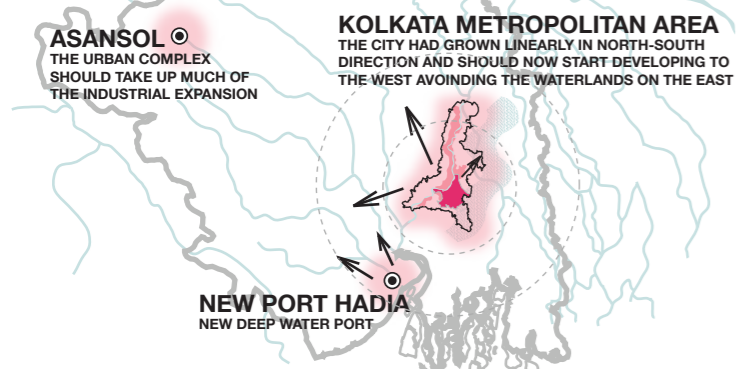 ASANSOL
THE URBAN COMPLEX
SHOULD TAKE UP MUCH OF
THE INDUSTRIAL EXPANSION
KOLKATA METROPOLITAN AREA
THE CITY HAD GROWN LINEARLY IN NORTH-SOUTH
DIRECTION AND SHOULD NOW START DEVELOPING TO
THE WEST AVOINDING THE WATERLANDS ON THE EAST
NEW PORT HADIA
NEW DEEP WATER PORT